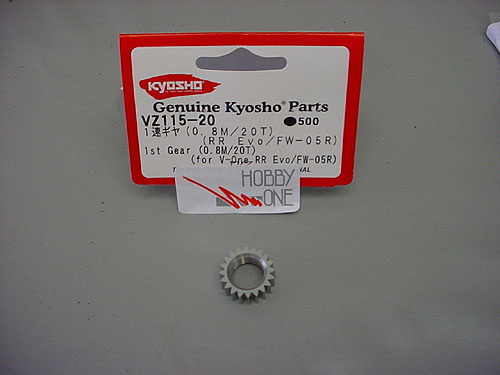 KYOSHO
Genuine Kyosho® Parts
VZ115-20 ●500
1速ギヤ(0.8M/20T)
(RR Evo/FW-05R)
1st Gear (0.8M/20T)
(for V-One RR Evo/FW-05R)
HOBBY
ONE